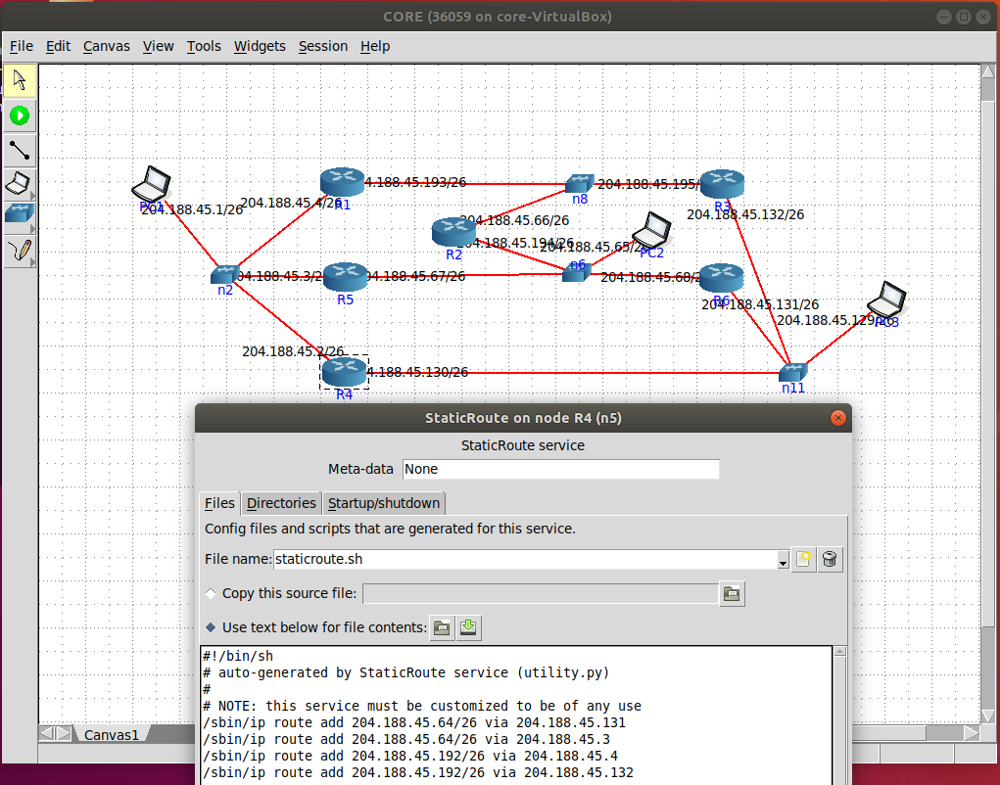 CORE (36059 on core-VirtualBox)
File Edit Canvas View Tools Widgets Session Help
PC1
204.188.45.1/26
204.188.45.4/26
R1
4.188.45.193/26
n8
204.188.45.195/
R3
204.188.45.132/26
204.188.45.66/26
R2
204.188.45.194/26
204.188.45.65/26
PC2
n6
n2
04.188.45.3/2
R5
04.188.45.67/26
204.188.45.68/2
R6
204.188.45.131/26
204.188.45.129/26
PC3
204.188.45.2/26
R4
4.188.45.130/26
n11
StaticRoute on node R4 (n5)
StaticRoute service
Meta-data None
Files Directories Startup/shutdown
Config files and scripts that are generated for this service.
File name: staticroute.sh
Copy this source file:
Use text below for file contents:
#!/bin/sh
# auto-generated by StaticRoute service (utility.py)
#
# NOTE: this service must be customized to be of any use
/sbin/ip route add 204.188.45.64/26 via 204.188.45.131
/sbin/ip route add 204.188.45.64/26 via 204.188.45.3
/sbin/ip route add 204.188.45.192/26 via 204.188.45.4
/sbin/ip route add 204.188.45.192/26 via 204.188.45.132
Canvas1